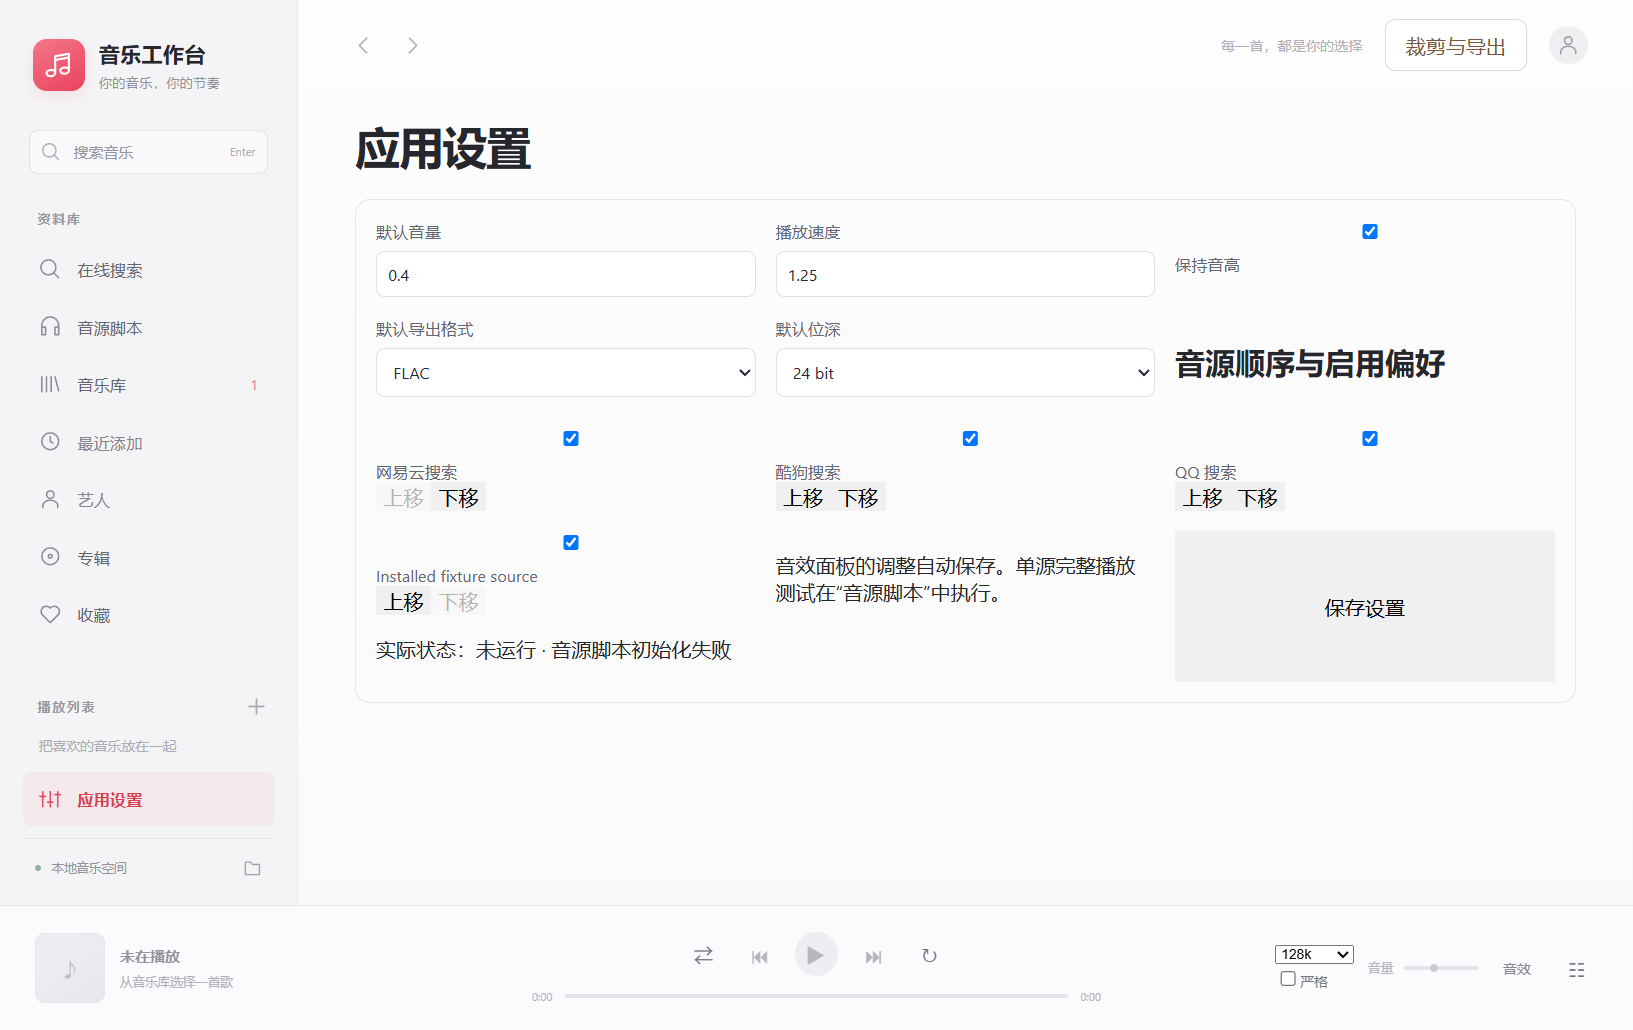 音乐工作台
你的音乐，你的节奏
搜索音乐
Enter
资料库
在线搜索
音源脚本
音乐库
1
最近添加
艺人
专辑
收藏
播放列表
把喜欢的音乐放在一起
应用设置
本地音乐空间
每一首，都是你的选择
裁剪与导出
应用设置
默认音量
0.4
播放速度
1.25
保持音高
默认导出格式
FLAC
默认位深
24 bit
音源顺序与启用偏好
网易云搜索
上移 下移
酷狗搜索
上移 下移
QQ 搜索
上移 下移
Installed fixture source
上移 下移
实际状态：未运行 · 音源脚本初始化失败
音效面板的调整自动保存。单源完整播放
测试在“音源脚本”中执行。
保存设置
未在播放
从音乐库选择一首歌
0:00
0:00
128k
严格
音量
音效